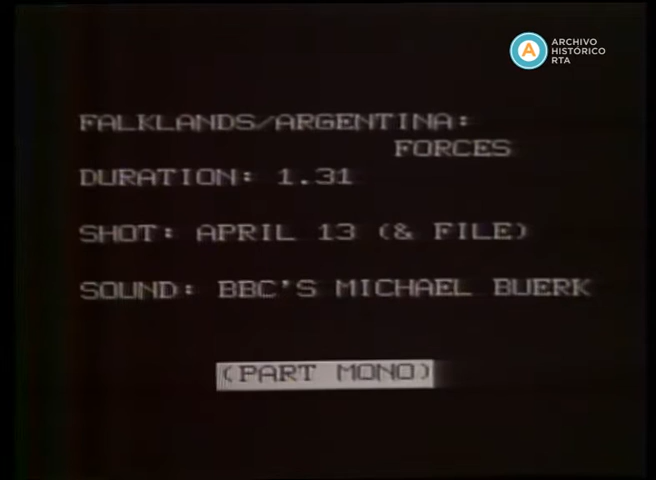 A
ARCHIVO
HISTÓRICO
RTA
FALKLANDS/ARGENTINA:
FORCES
DURATION: 1.31
SHOT: APRIL 13 (& FILE)
SOUND: BBC'S MICHAEL BUERK
(PART MONO)